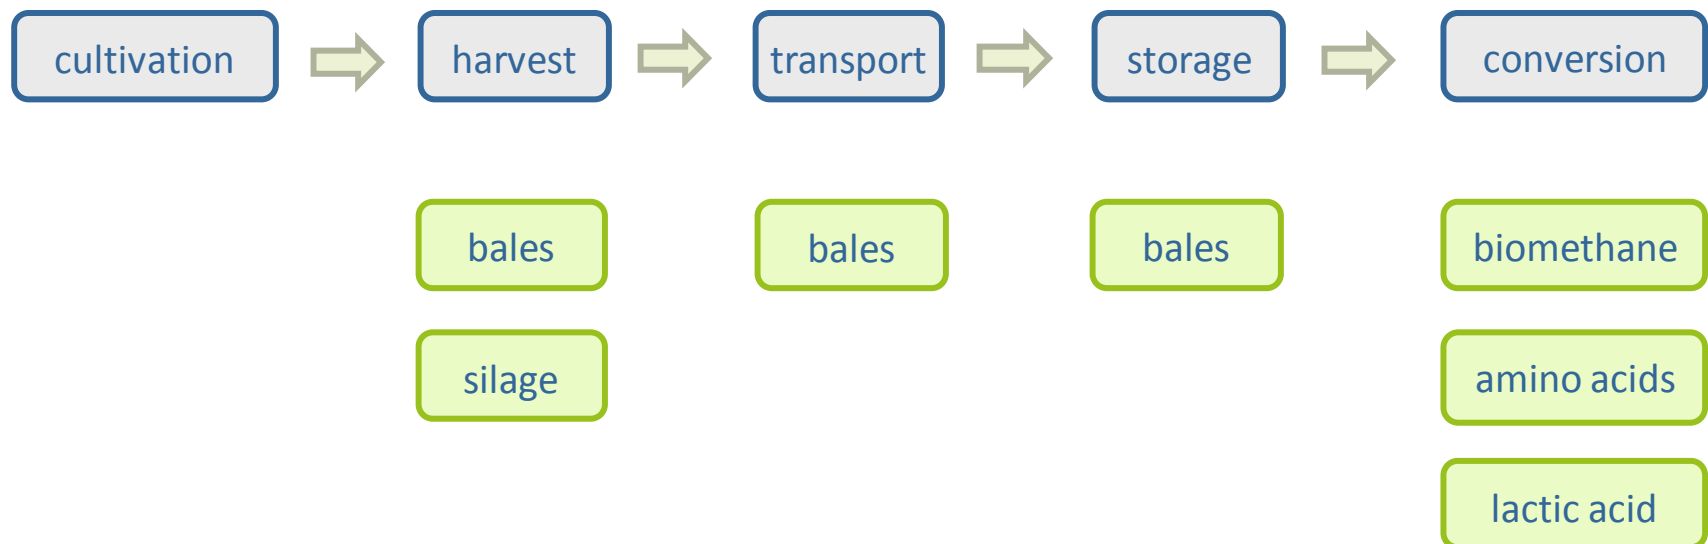 cultivation
harvest
transport
storage
conversion
bales
bales
bales
biomethane
silage
amino acids
lactic acid